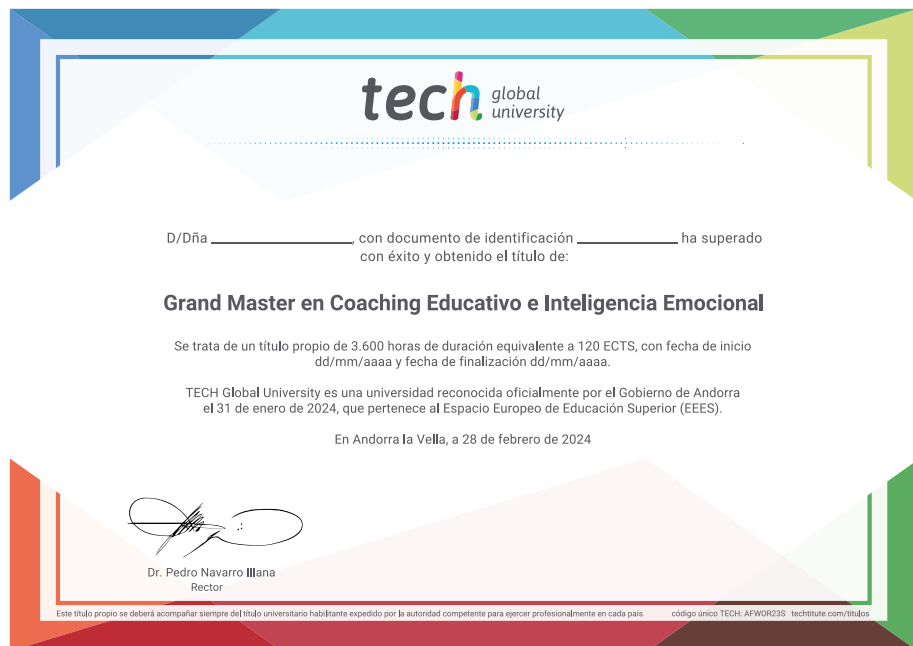 tech global university
D/Dña ______________, con documento de identificación __________ ha superado
con éxito y obtenido el título de:
Grand Master en Coaching Educativo e Inteligencia Emocional
Se trata de un título propio de 3.600 horas de duración equivalente a 120 ECTS, con fecha de inicio
dd/mm/aaaa y fecha de finalización dd/mm/aaaa.
TECH Global University es una universidad reconocida oficialmente por el Gobierno de Andorra
el 31 de enero de 2024, que pertenece al Espacio Europeo de Educación Superior (EEES).
En Andorra la Vella, a 28 de febrero de 2024
Dr. Pedro Navarro Illana
Rector
Este título propio se deberá acompañar siempre del título universitario habilitante expedido por la autoridad competente para ejercer profesionalmente en cada país. código único TECH: AFWOR23S techtitute.com/titulos